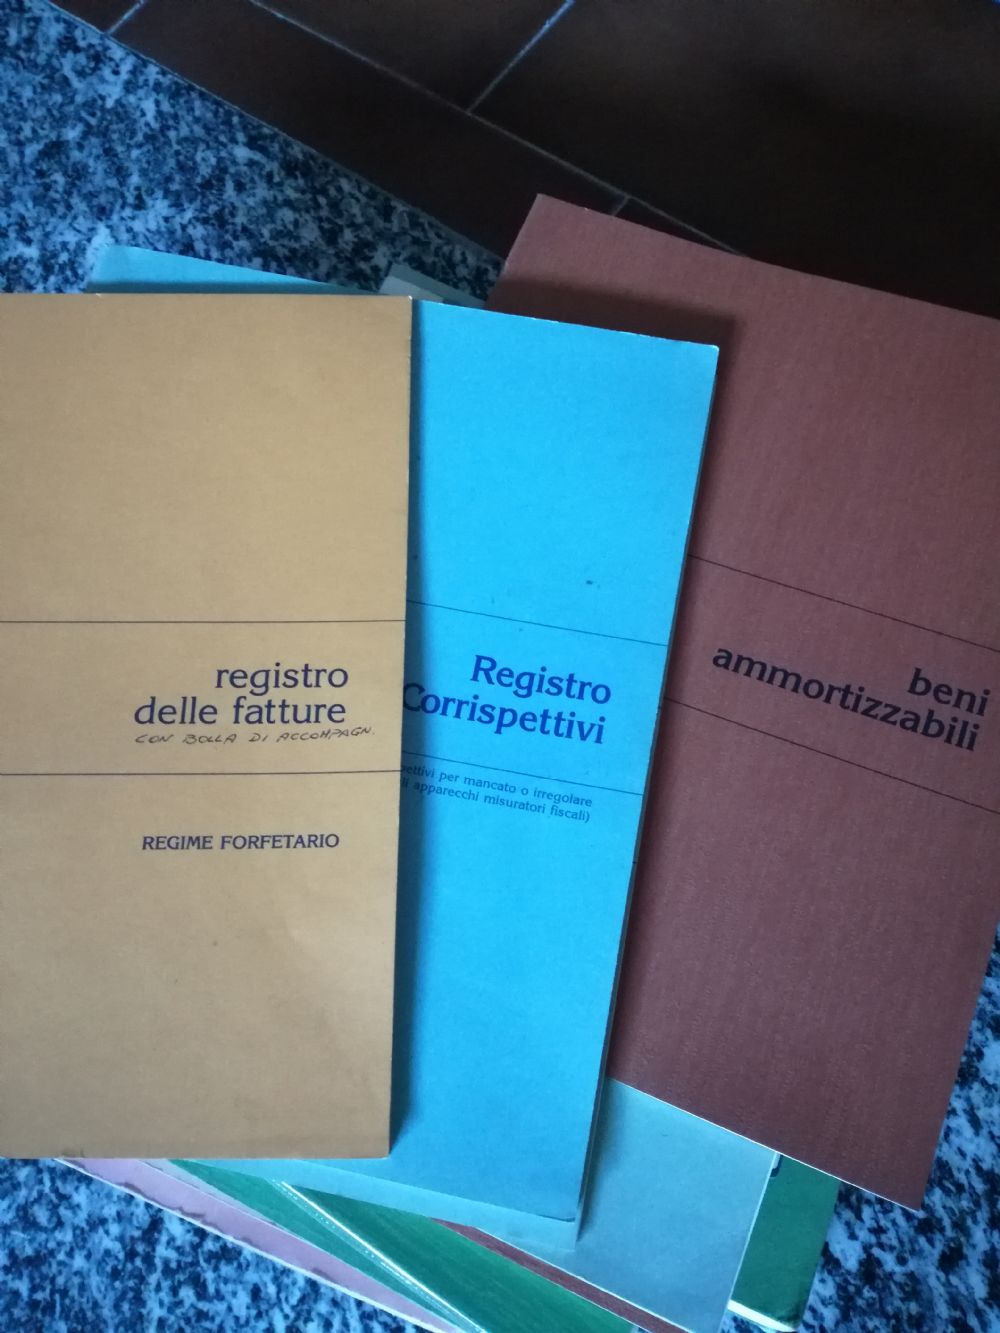 registro
delle fatture
CON BOLLA DI ACCOMPAGN.
REGIME FORFETARIO
Registro
Corrispettivi
per mancato o irregolare
apparecchi misuratori fiscali)
beni
ammortizzabili